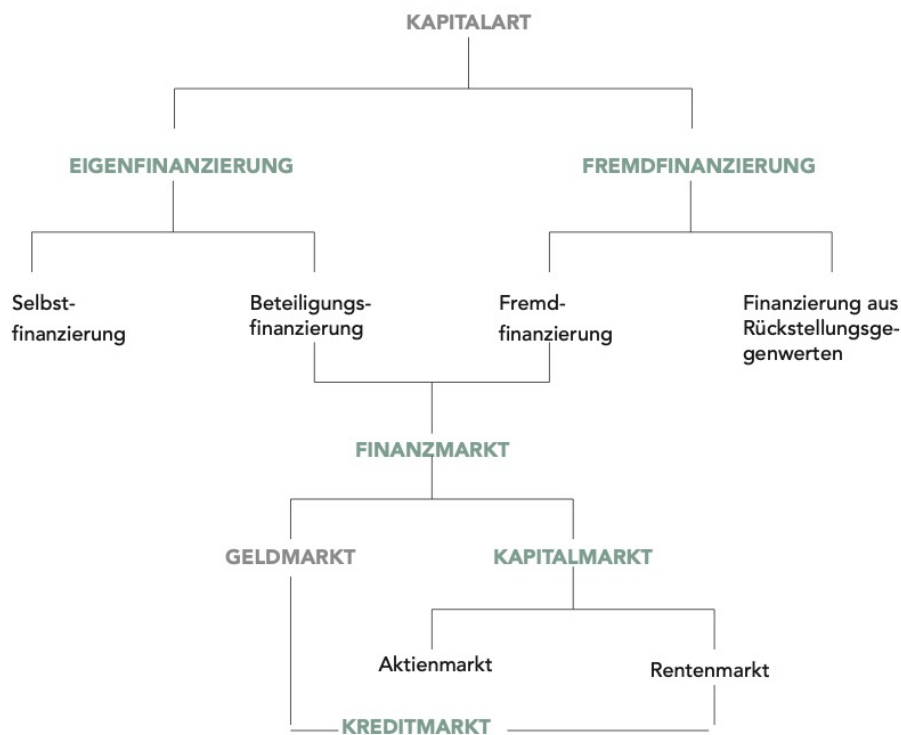 KAPITALART
EIGENFINANZIERUNG
FREMDFINANZIERUNG
Selbst-
finanzierung
Beteiligungs-
finanzierung
Fremd-
finanzierung
Finanzierung aus
Rückstellungsge-
genwerten
FINANZMARKT
GELDMARKT
KAPITALMARKT
Aktienmarkt
Rentenmarkt
KREDITMARKT